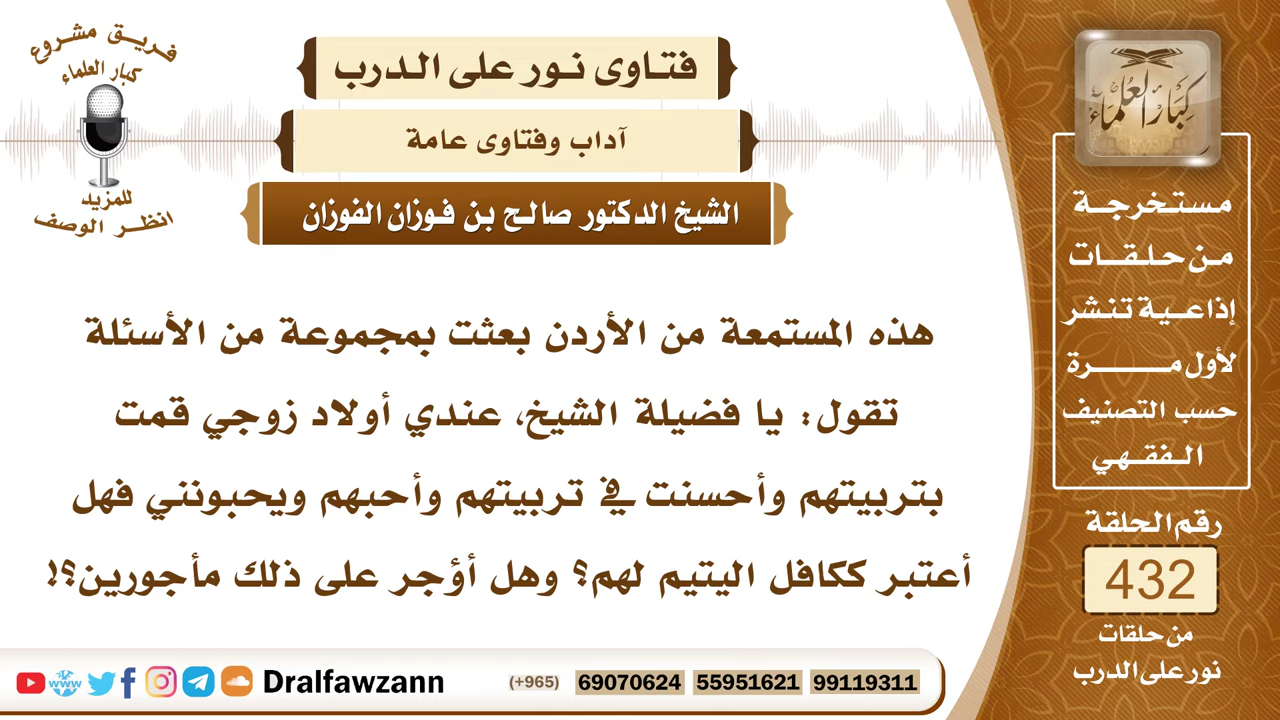 فريق مشروع
كبار العلماء
للمزيد
انظر الوصف
فتاوى نور على الدرب
آداب وفتاوى عامة
الشيخ الدكتور صالح بن فوزان الفوزان
هذه المستمعة من الأردن بعثت بمجموعة من الأسئلة
تقول: يا فضيلة الشيخ، عندي أولاد زوجي قمت
بتربيتهم وأحسنت في تربيتهم وأحبهم ويحبونني فهل
أعتبر ككافل اليتيم لهم؟ وهل أؤجر على ذلك مأجورين؟!
كبار العلماء
مستخرجة
من حلقات
إذاعية تنشر
لأول مرة
حسب التصنيف
الفقهي
رقم الحلقة
432
من حلقات
نور على الدرب
www
Dralfawzann
(+965) 69070624 55951621 99119311